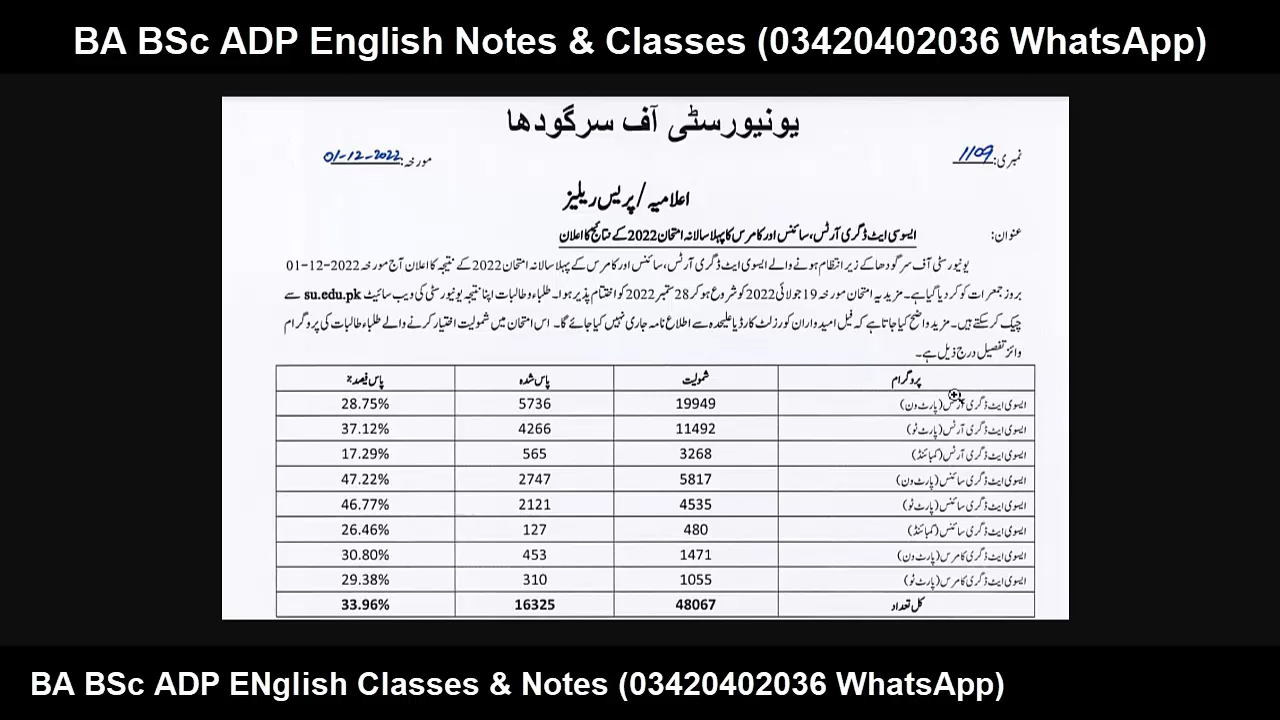 BA BSc ADP English Notes & Classes (03420402036 WhatsApp)
یونیورسٹی آف سرگودھا
نمبری: 1109 مورخہ: 01-12-2022
اعلامیہ/پریس ریلیز
عنوان: ایسوسی ایٹ ڈگری آرٹس، سائنس اور کامرس کا پہلا سالانہ امتحان 2022 کے نتائج کا اعلان
یونیورسٹی آف سرگودھا کے زیر انتظام ہونے والے ایسوسی ایٹ ڈگری آرٹس، سائنس اور کامرس کے پہلا سالانہ امتحان 2022 کے نتیجہ کا اعلان آج مورخہ 01-12-2022
بروز جمعرات کو کر دیا گیا ہے۔ مزید یہ امتحان مورخہ 19 جولائی 2022 کو شروع ہو کر 28 ستمبر 2022 کو اختتام پذیر ہوا۔ طلباء و طالبات اپنا نتیجہ یونیورسٹی کی ویب سائیٹ su.edu.pk سے
چیک کر سکتے ہیں۔ مزید واضح کیا جاتا ہے کہ فیل امیدواران کو رزلٹ کارڈ یا علیحدہ سے اطلاع نامہ جاری نہیں کیا جائے گا۔ اس امتحان میں شمولیت اختیار کرنے والے طلباء طالبات کی پروگرام
وائز تفصیل درج ذیل ہے۔
پروگرام شمولیت پاس شدہ پاس فیصد %
ایسوسی ایٹ ڈگری آرٹس (پارٹ ون) 19949 5736 28.75%
ایسوسی ایٹ ڈگری آرٹس (پارٹ ٹو) 11492 4266 37.12%
ایسوسی ایٹ ڈگری آرٹس (کمبائنڈ) 3268 565 17.29%
ایسوسی ایٹ ڈگری سائنس (پارٹ ون) 5817 2747 47.22%
ایسوسی ایٹ ڈگری سائنس (پارٹ ٹو) 4535 2121 46.77%
ایسوسی ایٹ ڈگری سائنس (کمبائنڈ) 480 127 26.46%
ایسوسی ایٹ ڈگری کامرس (پارٹ ون) 1471 453 30.80%
ایسوسی ایٹ ڈگری کامرس (پارٹ ٹو) 1055 310 29.38%
کل تعداد 48067 16325 33.96%
BA BSc ADP ENglish Classes & Notes (03420402036 WhatsApp)